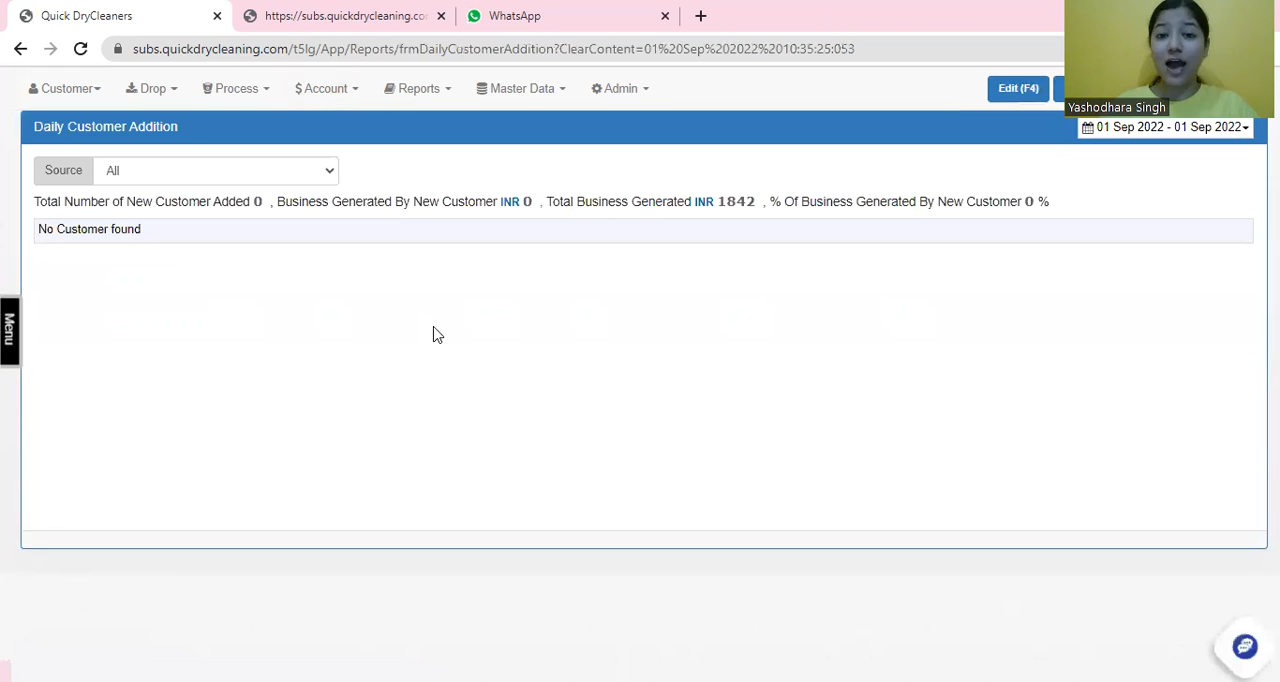 Quick DryCleaners
https://subs.quickdrycleaning.co
WhatsApp
subs.quickdrycleaning.com/t5lg/App/Reports/frmDailyCustomerAddition?ClearContent=01%20Sep%202022%2010:35:25:053
Customer
Drop
Process
$ Account
Reports
Master Data
Admin
Edit (F4)
Yashodhara Singh
Daily Customer Addition
01 Sep 2022 - 01 Sep 2022
Source
All
Total Number of New Customer Added 0 , Business Generated By New Customer INR 0 , Total Business Generated INR 1842 , % Of Business Generated By New Customer 0 %
No Customer found
Menu